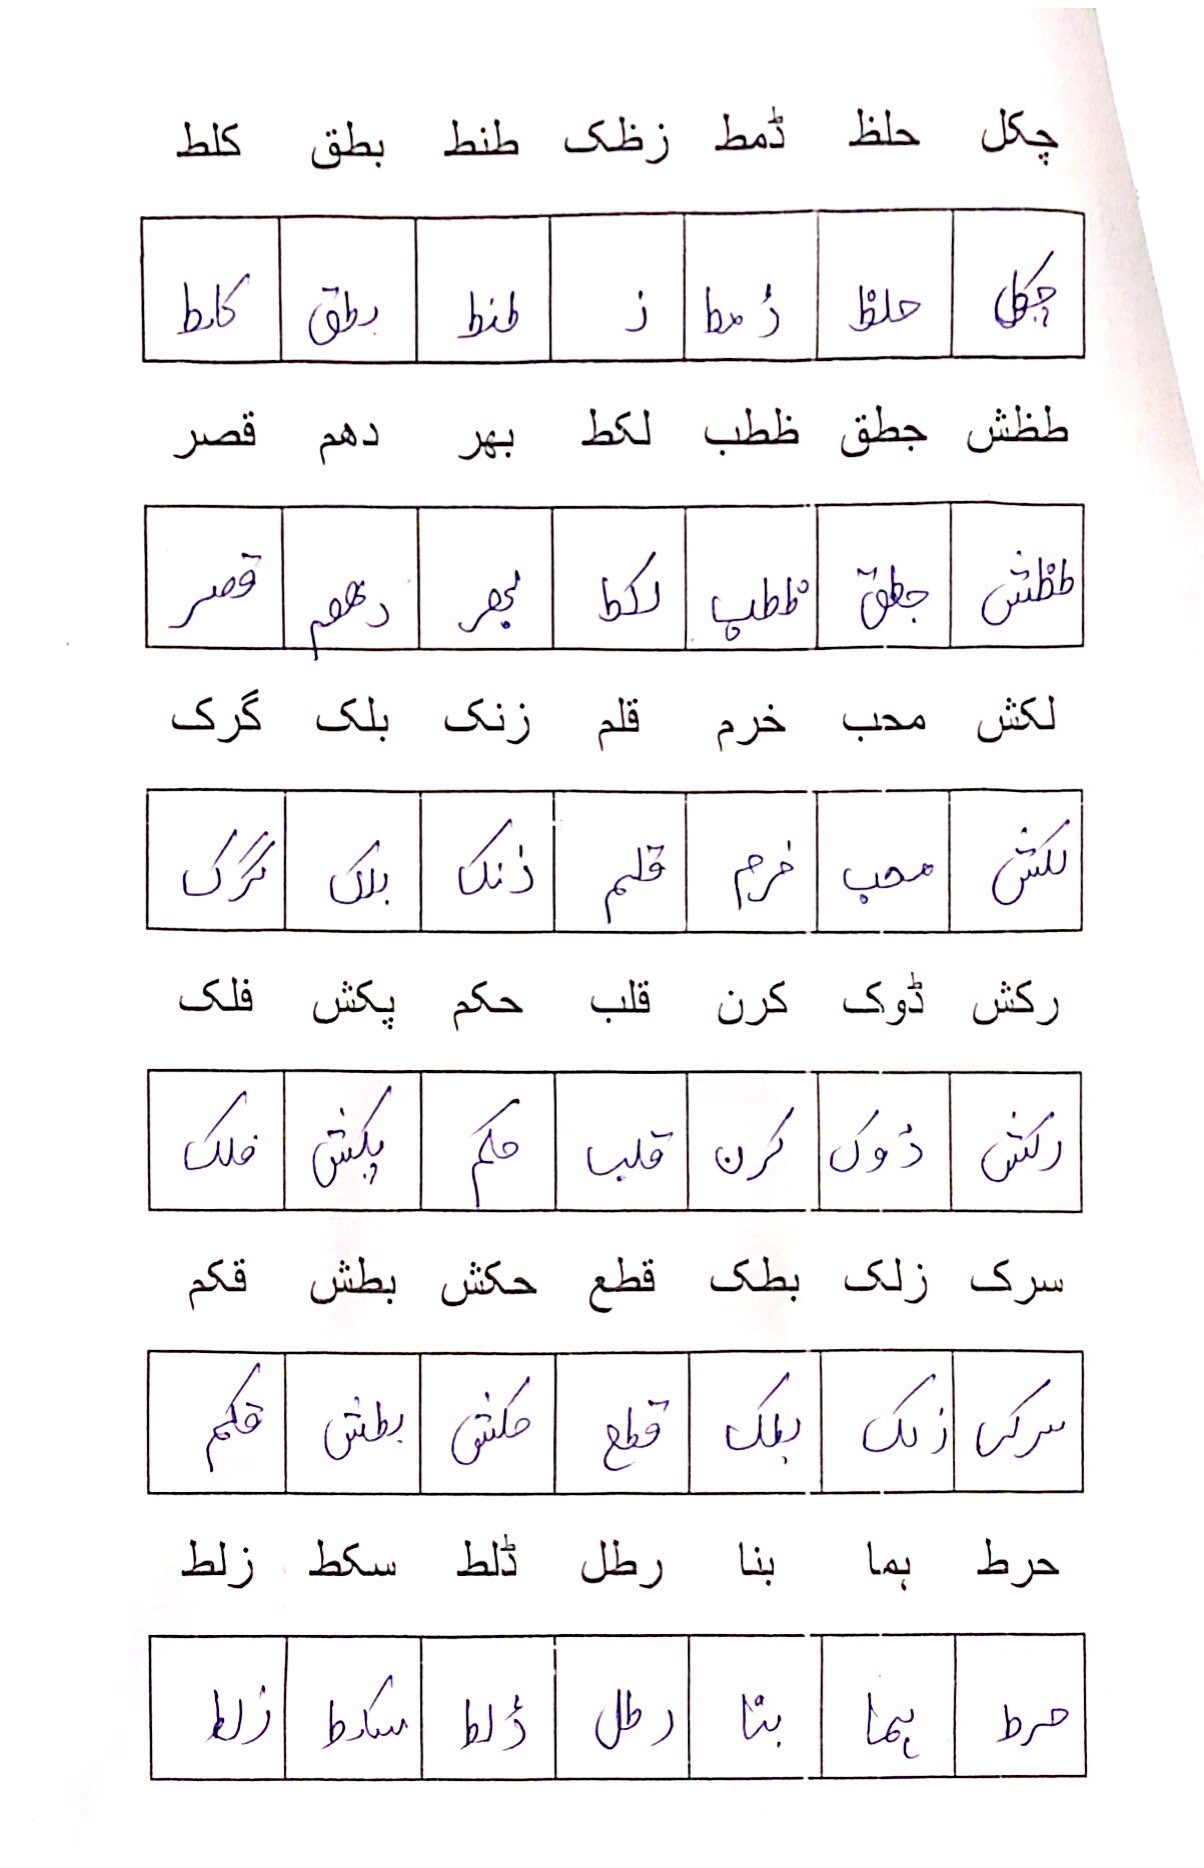 چکل حلظ ڈمط زظک طنط بطق کلط
چکل حلظ ڈمط ز طنط بطق کلط
طظش جطق ظطب لکط بھر دھم قصر
طظش جطق ظطب لکط بھر دھم قصر
لکش محب خرم قلم زنک بلک گرک
لکش محب خرم قلم زنک بلک گرک
رکش ڈوک کرن قلب حکم پکش فلک
رکش ڈوک کرن قلب حکم پکش فلک
سرک زلک بطک قطع حکش بطش قکم
سرک زلک بطک قطع حکش بطش قکم
حرط ہما بنا رطل ڈلط سکط زلط
حرط ہما بنا رطل ڈلط زلط